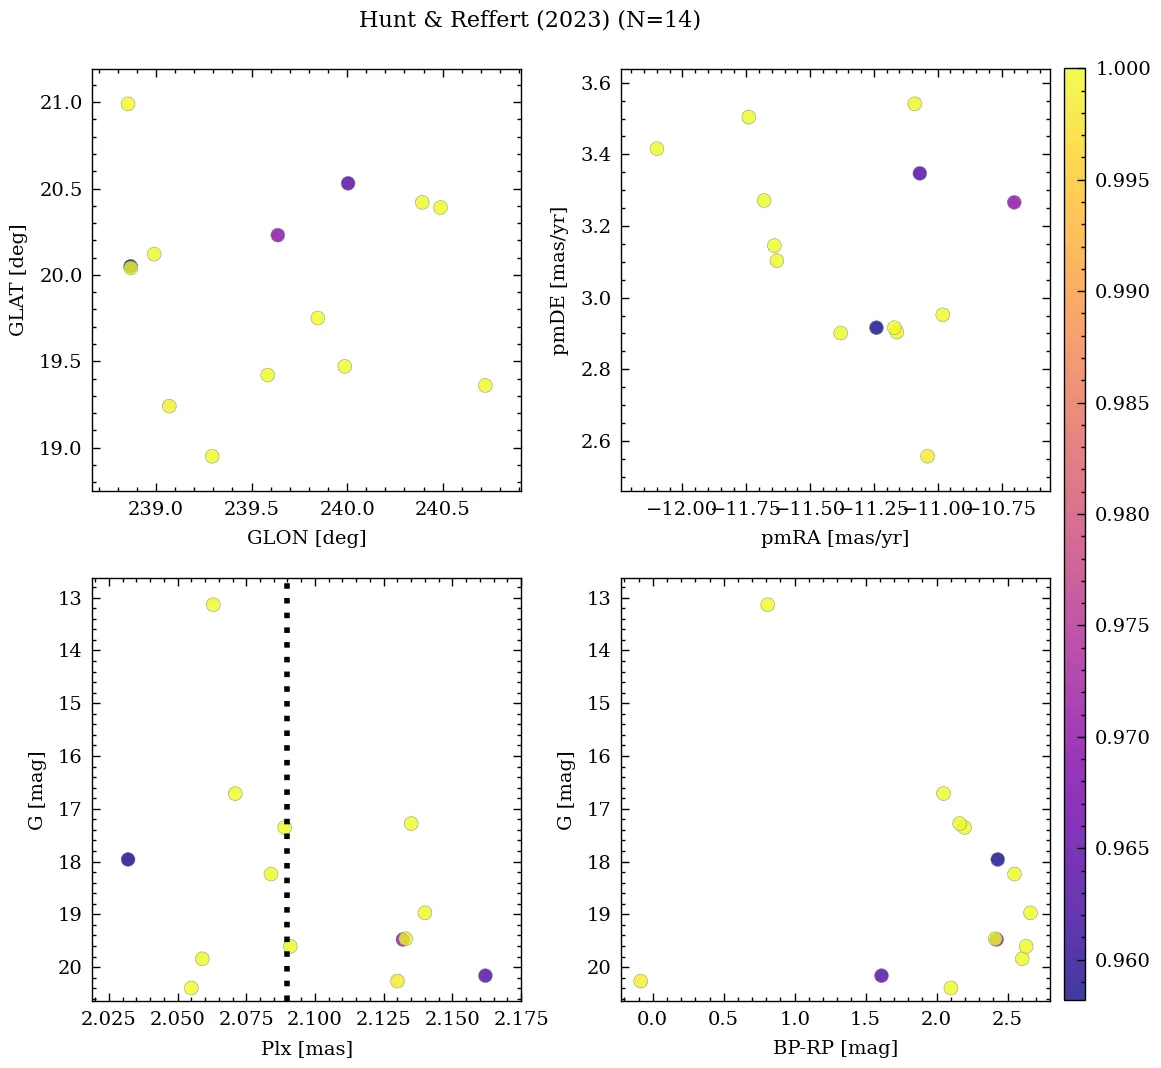 Hunt & Reffert (2023) (N=14)
21.0
20.5
20.0
19.5
19.0
GLAT [deg]
239.0 239.5 240.0 240.5
GLON [deg]
3.6
3.4
3.2
3.0
2.8
2.6
pmDE [mas/yr]
−12.00 −11.75 −11.50 −11.25 −11.00 −10.75
pmRA [mas/yr]
13
14
15
16
17
18
19
20
G [mag]
2.025 2.050 2.075 2.100 2.125 2.150 2.175
Plx [mas]
13
14
15
16
17
18
19
20
G [mag]
0.0 0.5 1.0 1.5 2.0 2.5
BP-RP [mag]
1.000
0.995
0.990
0.985
0.980
0.975
0.970
0.965
0.960